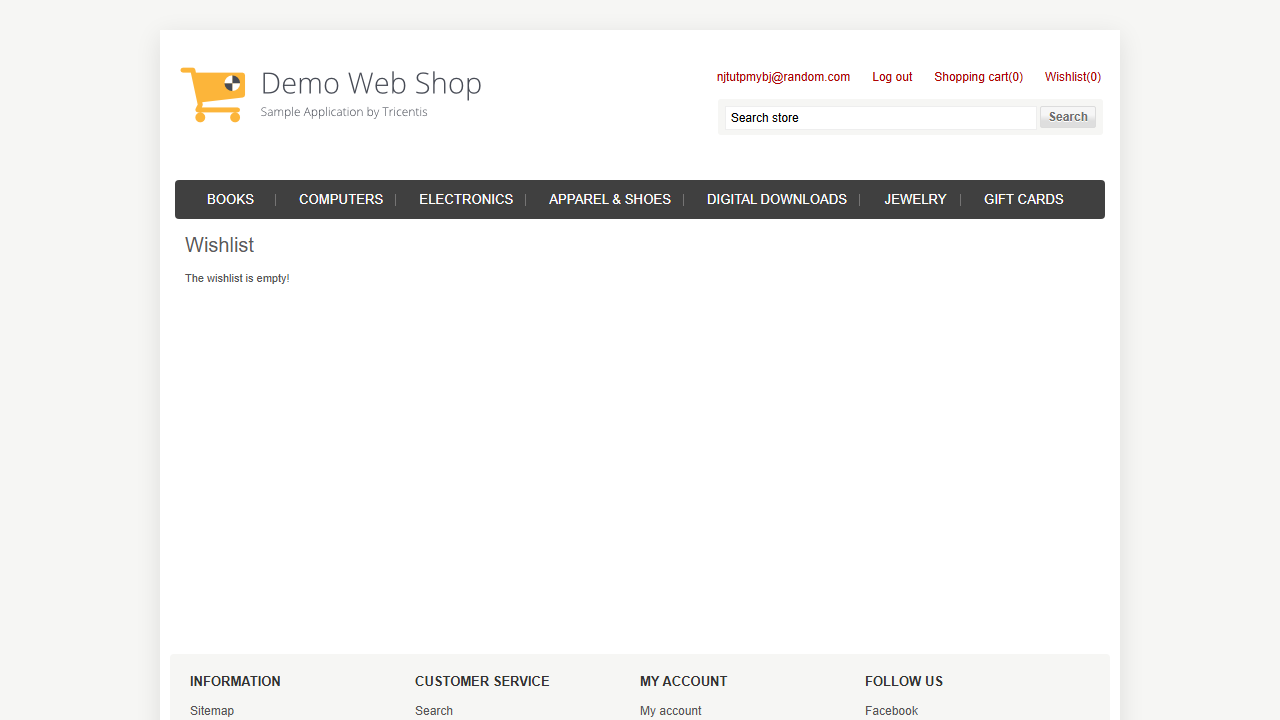 Demo Web Shop
Sample Application by Tricentis
njtutpmybj@random.com Log out Shopping cart(0) Wishlist(0)
Search store Search
BOOKS COMPUTERS ELECTRONICS APPAREL & SHOES DIGITAL DOWNLOADS JEWELRY GIFT CARDS
Wishlist
The wishlist is empty!
INFORMATION CUSTOMER SERVICE MY ACCOUNT FOLLOW US
Sitemap Search My account Facebook